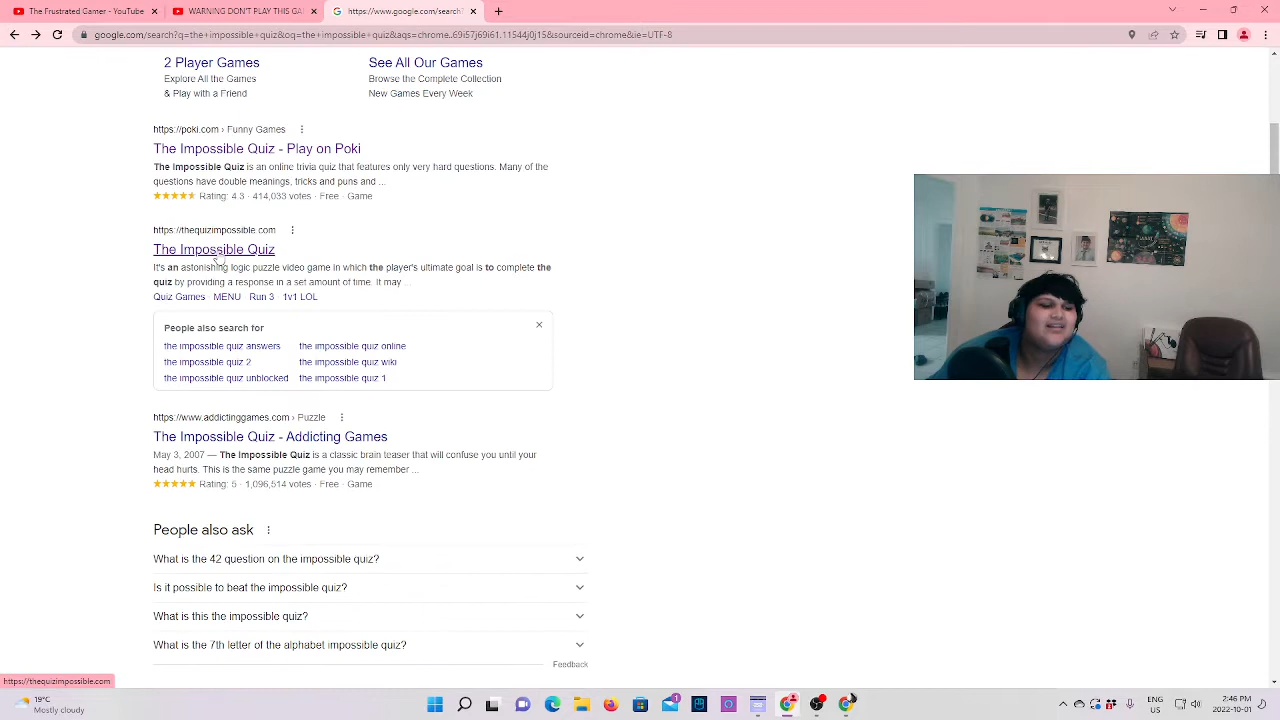 The Frustrated Gamer - YouTube
WARNING DON'T PLAY THIS GA
https://www.google.com/search?
google.com/search?q=the+impossible+quiz&oq=the+impossible+quiz&aqs=chrome..69i57j69i61.11544j0j15&sourceid=chrome&ie=UTF-8
2 Player Games
See All Our Games
Explore All the Games
Browse the Complete Collection
& Play with a Friend
New Games Every Week
https://poki.com › Funny Games
The Impossible Quiz - Play on Poki
The Impossible Quiz is an online trivia quiz that features only very hard questions. Many of the
questions have double meanings, tricks and puns and ...
Rating: 4.3 · 414,033 votes · Free · Game
https://thequizimpossible.com
The Impossible Quiz
It's an astonishing logic puzzle video game in which the player's ultimate goal is to complete the
quiz by providing a response in a set amount of time. It may ...
Quiz Games · MENU · Run 3 · 1v1 LOL
People also search for
the impossible quiz answers
the impossible quiz online
the impossible quiz 2
the impossible quiz wiki
the impossible quiz unblocked
the impossible quiz 1
https://www.addictinggames.com › Puzzle
The Impossible Quiz - Addicting Games
May 3, 2007 — The Impossible Quiz is a classic brain teaser that will confuse you until your
head hurts. This is the same puzzle game you may remember ...
Rating: 5 · 1,096,514 votes · Free · Game
People also ask
What is the 42 question on the impossible quiz?
Is it possible to beat the impossible quiz?
What is this the impossible quiz?
What is the 7th letter of the alphabet impossible quiz?
Feedback
https://thequizimpossible.com
19°C
Mostly cloudy
1
ENG
US
2:46 PM
2022-10-01